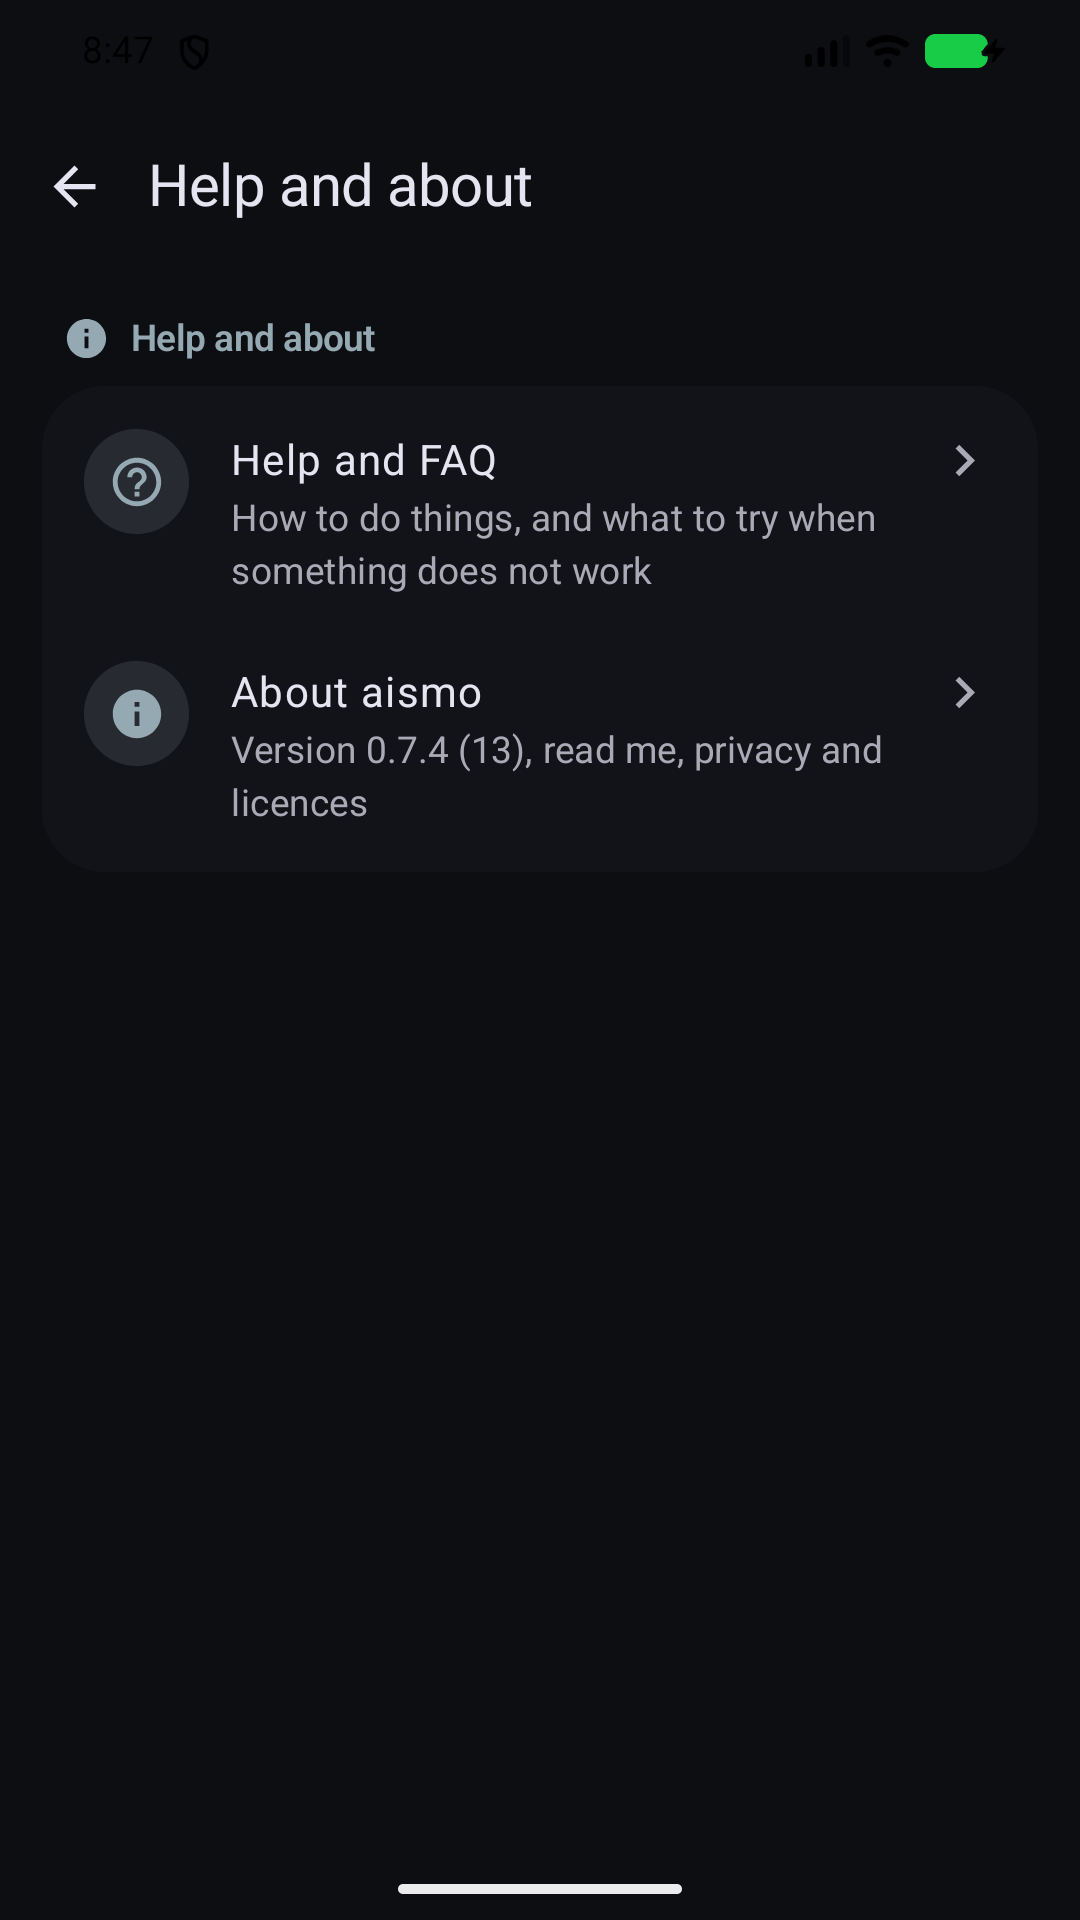 8:47
Help and about
Help and about
Help and FAQ
How to do things, and what to try when
something does not work
About aismo
Version 0.7.4 (13), read me, privacy and
licences